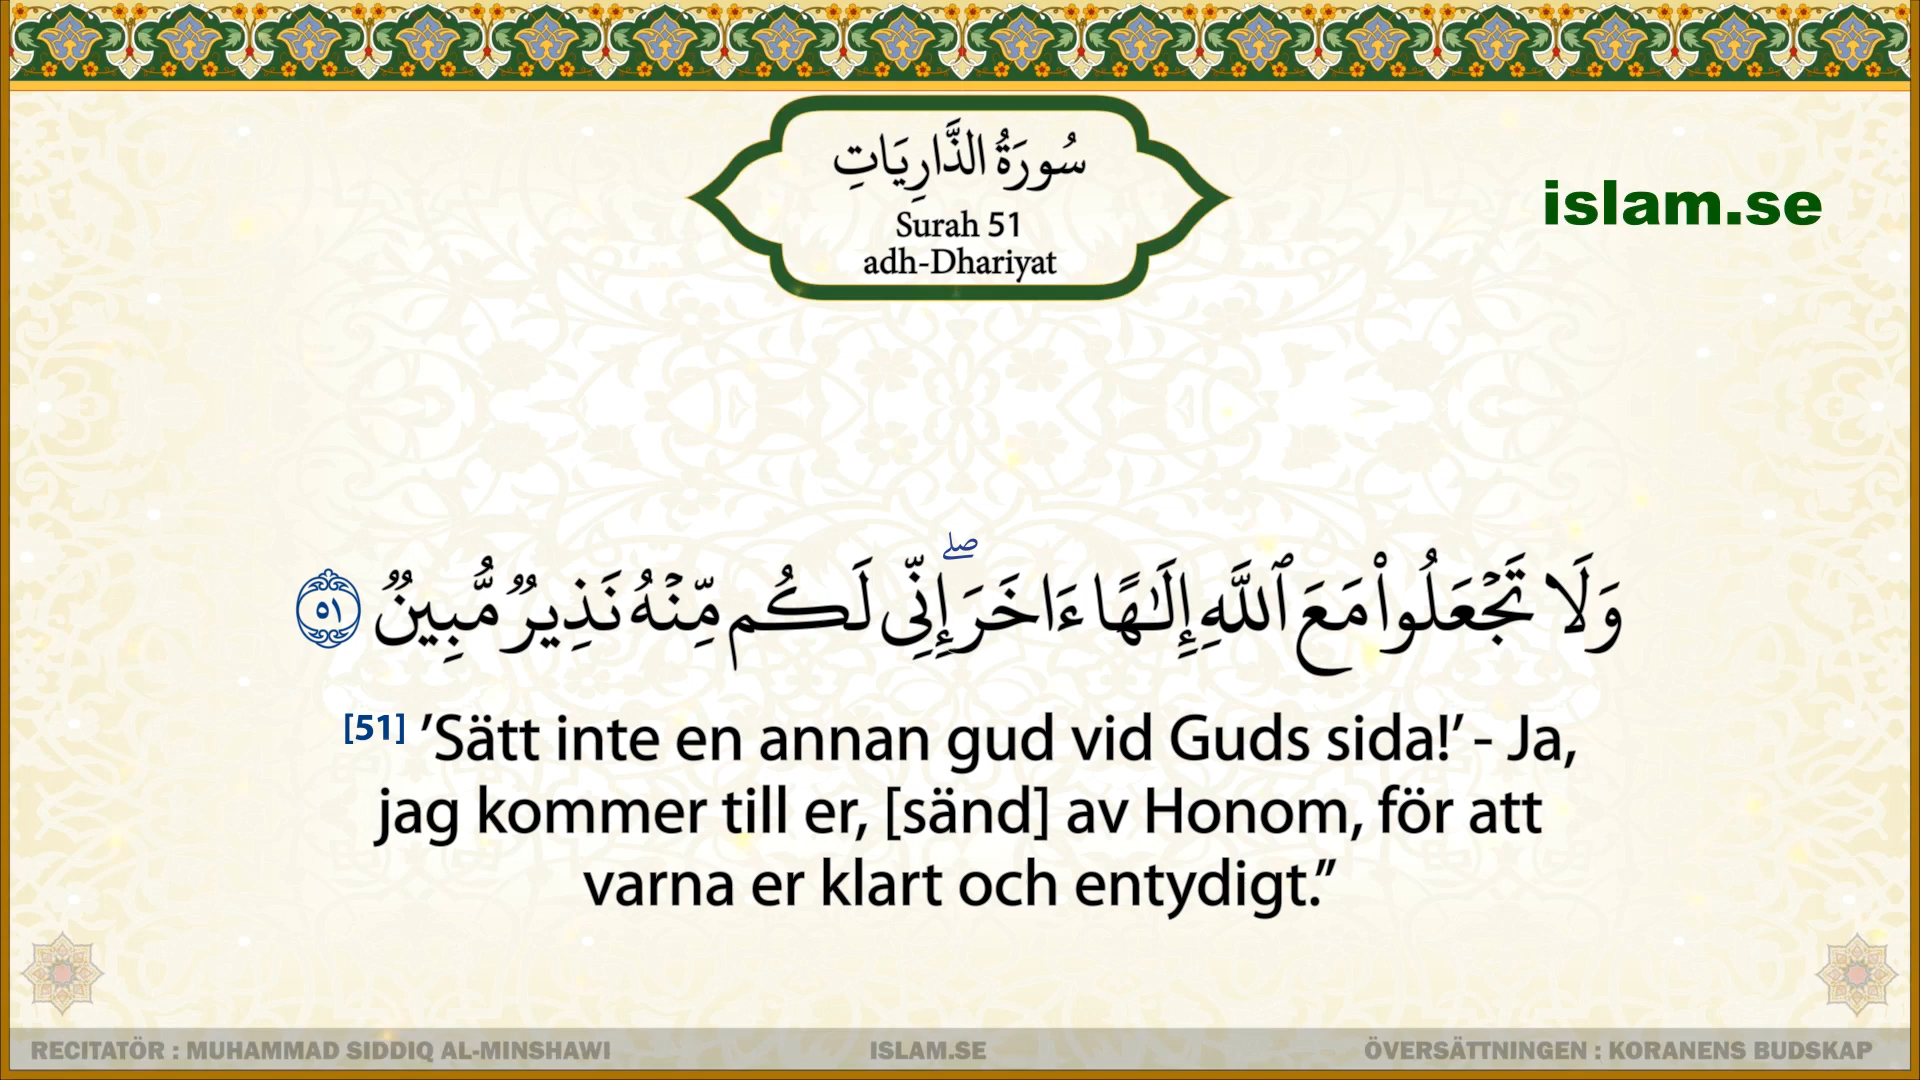 سُورَةُ الذَّارِيَاتِ
Surah 51
adh-Dhariyat
islam.se
وَلَا تَجْعَلُوا۟ مَعَ ٱللَّهِ إِلَـٰهًا ءَاخَرَ ۖ إِنِّى لَكُم مِّنْهُ نَذِيرٌ مُّبِينٌ ٥١
[51] ’Sätt inte en annan gud vid Guds sida!’ - Ja,
jag kommer till er, [sänd] av Honom, för att
varna er klart och entydigt.”
RECITATÖR : MUHAMMAD SIDDIQ AL-MINSHAWI
ISLAM.SE
ÖVERSÄTTNINGEN : KORANENS BUDSKAP